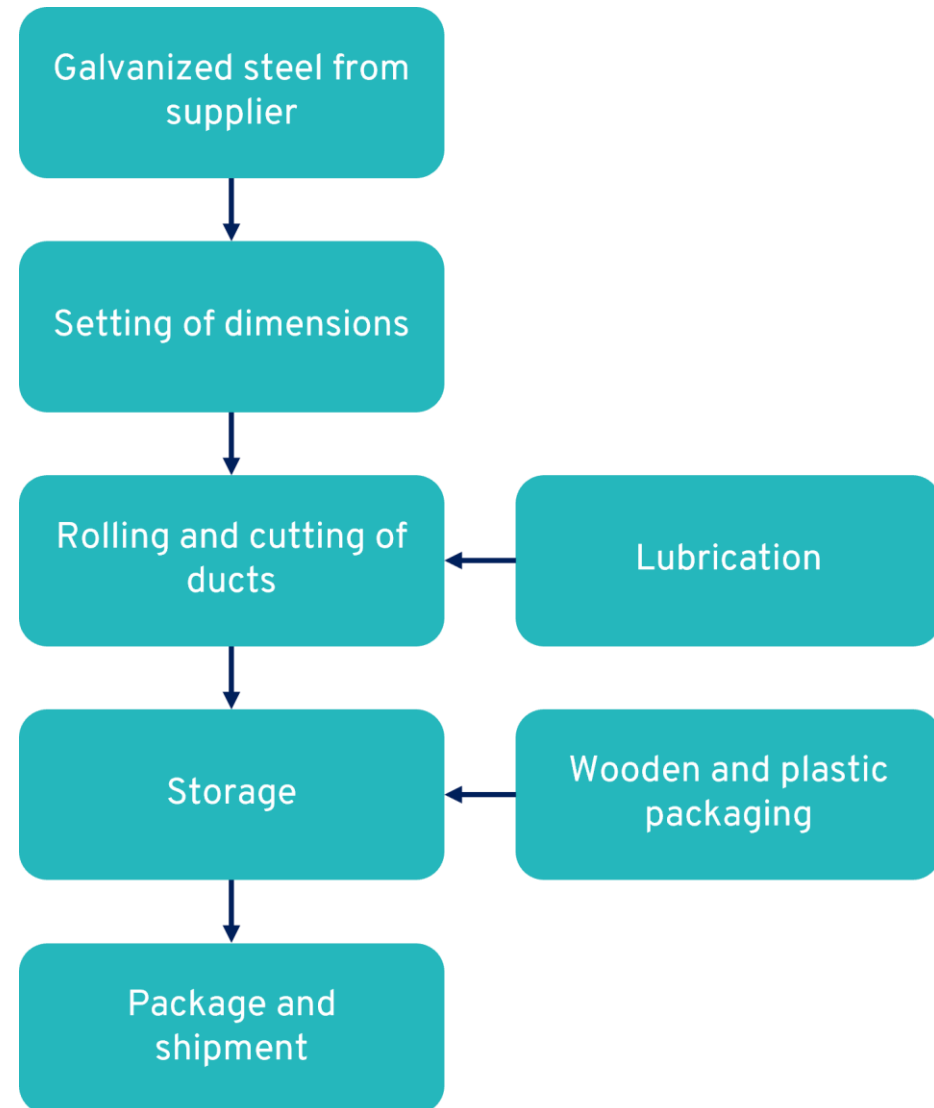 Galvanized steel from
supplier
Setting of dimensions
Rolling and cutting of
ducts
Lubrication
Storage
Wooden and plastic
packaging
Package and
shipment